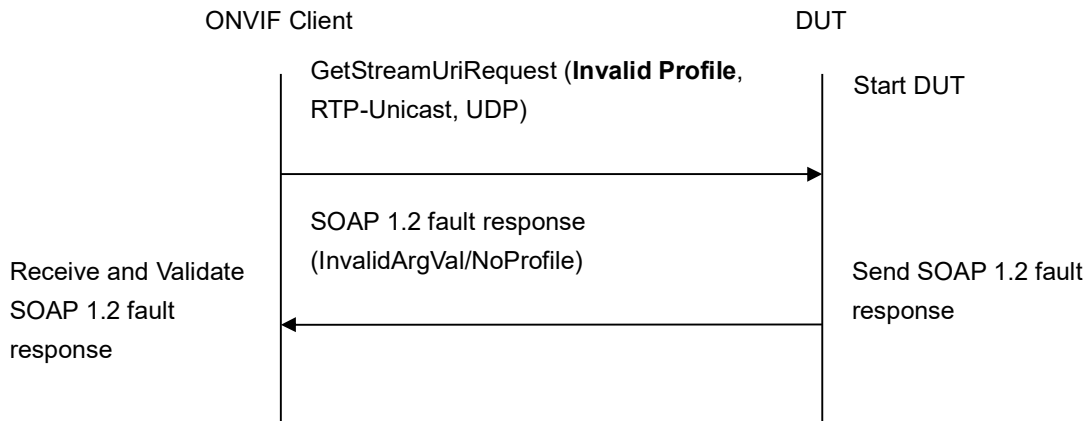 ONVIF Client
DUT
GetStreamUriRequest (Invalid Profile,
RTP-Unicast, UDP)
Start DUT
SOAP 1.2 fault response
(InvalidArgVal/NoProfile)
Receive and Validate
SOAP 1.2 fault
response
Send SOAP 1.2 fault
response